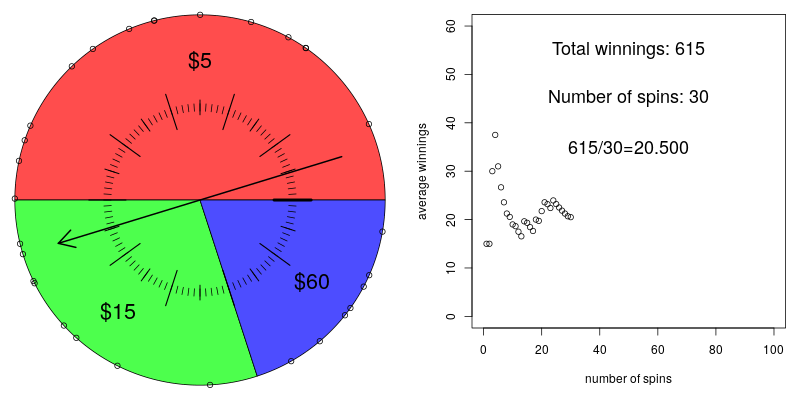 $5
$15
$60
Total winnings: 615
Number of spins: 30
615/30=20.500
average winnings
60
50
40
30
20
10
0
0 20 40 60 80 100
number of spins